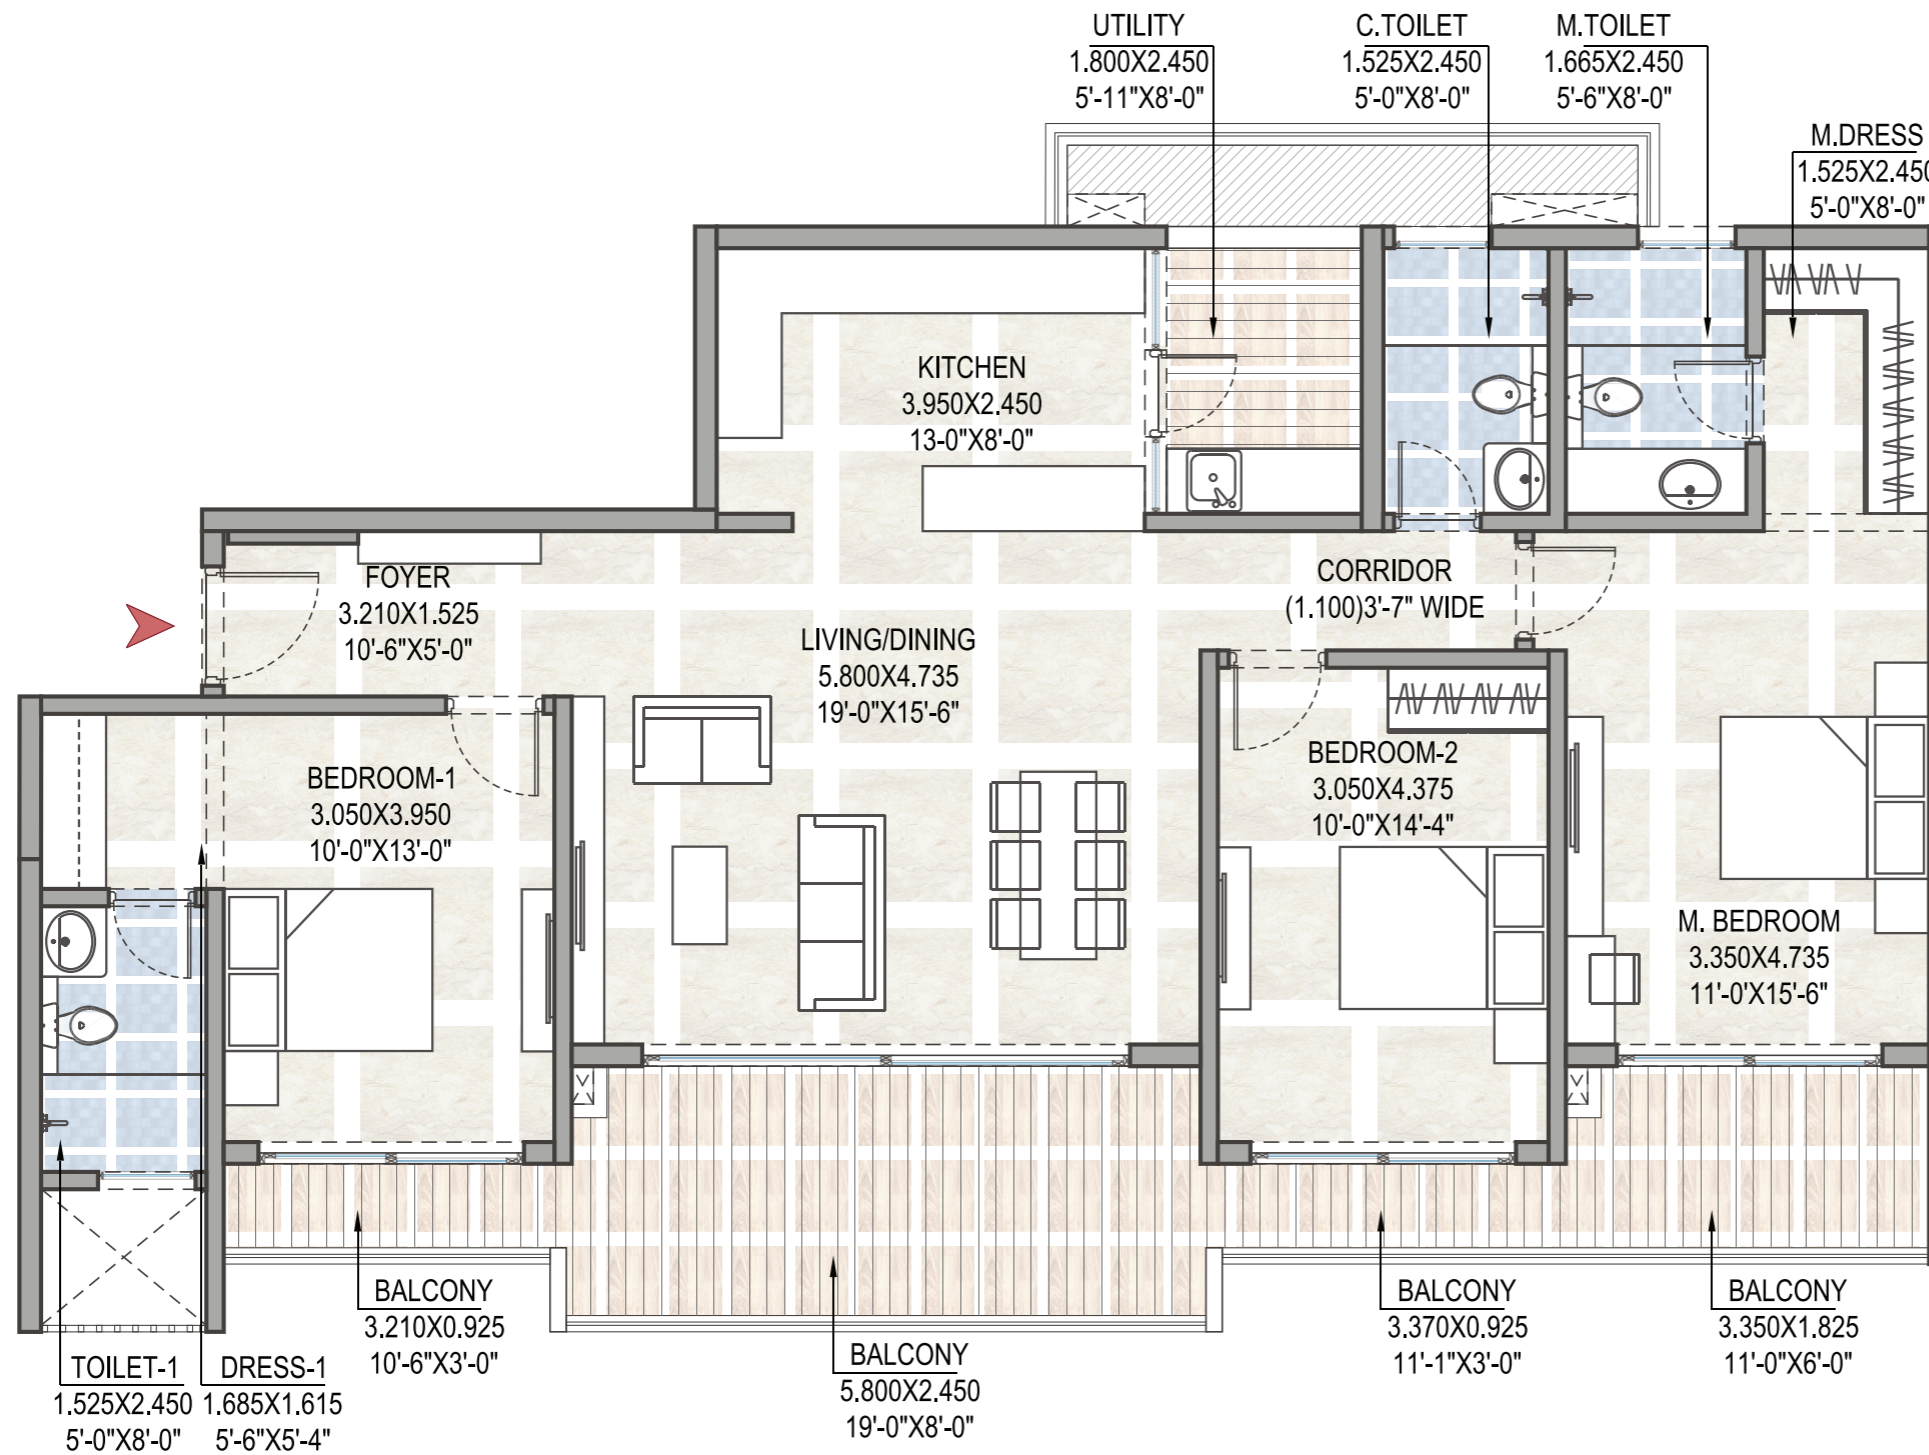 UTILITY
1.800X2.450
5'-11"X8'-0"
C.TOILET
1.525X2.450
5'-0"X8'-0"
M.TOILET
1.665X2.450
5'-6"X8'-0"
M.DRESS
1.525X2.450
5'-0"X8'-0"
KITCHEN
3.950X2.450
13-0"X8'-0"
FOYER
3.210X1.525
10'-6"X5'-0"
CORRIDOR
(1.100)3'-7" WIDE
LIVING/DINING
5.800X4.735
19'-0"X15'-6"
BEDROOM-1
3.050X3.950
10'-0"X13'-0"
BEDROOM-2
3.050X4.375
10'-0"X14'-4"
M. BEDROOM
3.350X4.735
11'-0'X15'-6"
BALCONY
3.210X0.925
10'-6"X3'-0"
BALCONY
5.800X2.450
19'-0"X8'-0"
BALCONY
3.370X0.925
11'-1"X3'-0"
BALCONY
3.350X1.825
11'-0"X6'-0"
TOILET-1
1.525X2.450
5'-0"X8'-0"
DRESS-1
1.685X1.615
5'-6"X5'-4"